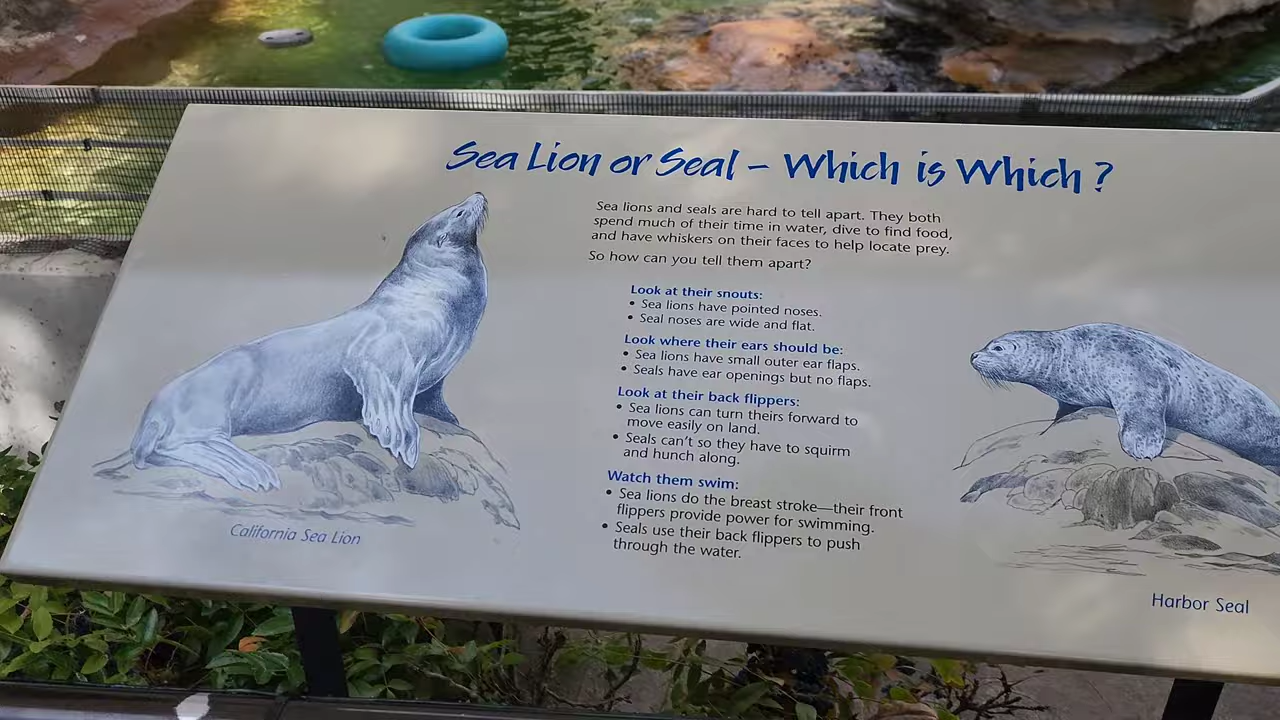 Sea Lion or Seal – Which is Which?
Sea lions and seals are hard to tell apart. They both
spend much of their time in water, dive to find food,
and have whiskers on their faces to help locate prey.
So how can you tell them apart?
Look at their snouts:
• Sea lions have pointed noses.
• Seal noses are wide and flat.
Look where their ears should be:
• Sea lions have small outer ear flaps.
• Seals have ear openings but no flaps.
Look at their back flippers:
• Sea lions can turn theirs forward to
move easily on land.
• Seals can't so they have to squirm
and hunch along.
Watch them swim:
• Sea lions do the breast stroke—their front
flippers provide power for swimming.
• Seals use their back flippers to push
through the water.
California Sea Lion
Harbor Seal